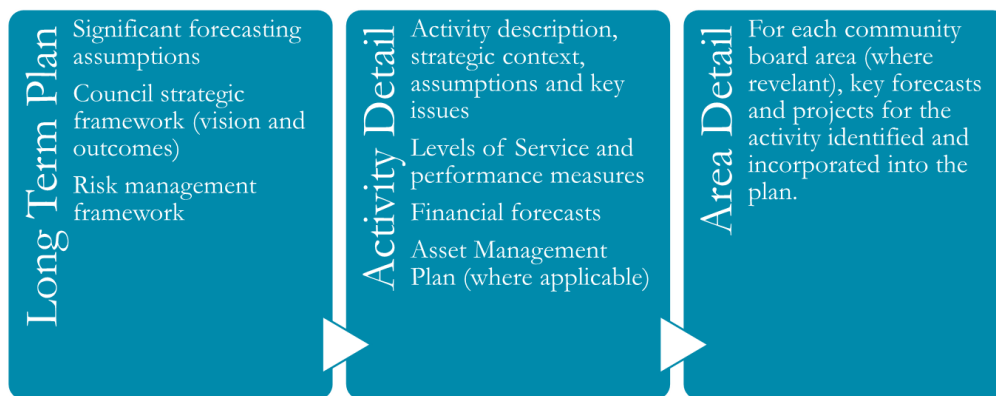 Long Term Plan
Significant forecasting
assumptions
Council strategic
framework (vision and
outcomes)
Risk management
framework
Activity Detail
Activity description,
strategic context,
assumptions and key
issues
Levels of Service and
performance measures
Financial forecasts
Asset Management
Plan (where applicable)
Area Detail
For each community
board area (where
revelant), key forecasts
and projects for the
activity identified and
incorporated into the
plan.